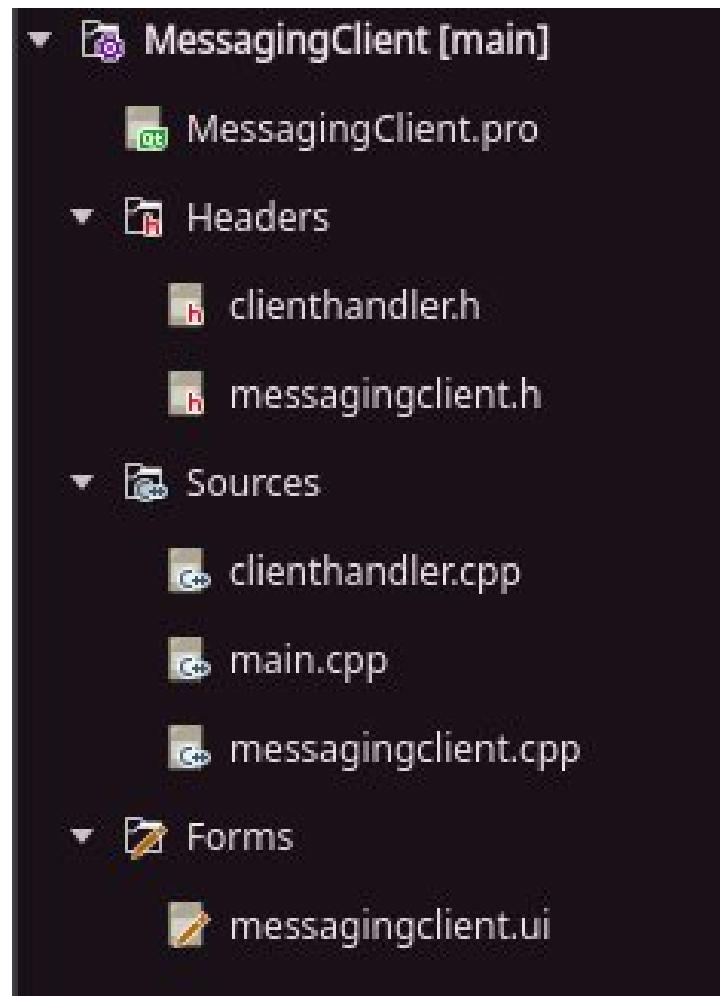 MessagingClient [main]
MessagingClient.pro
Headers
clienthandler.h
messagingclient.h
Sources
clienthandler.cpp
main.cpp
messagingclient.cpp
Forms
messagingclient.ui